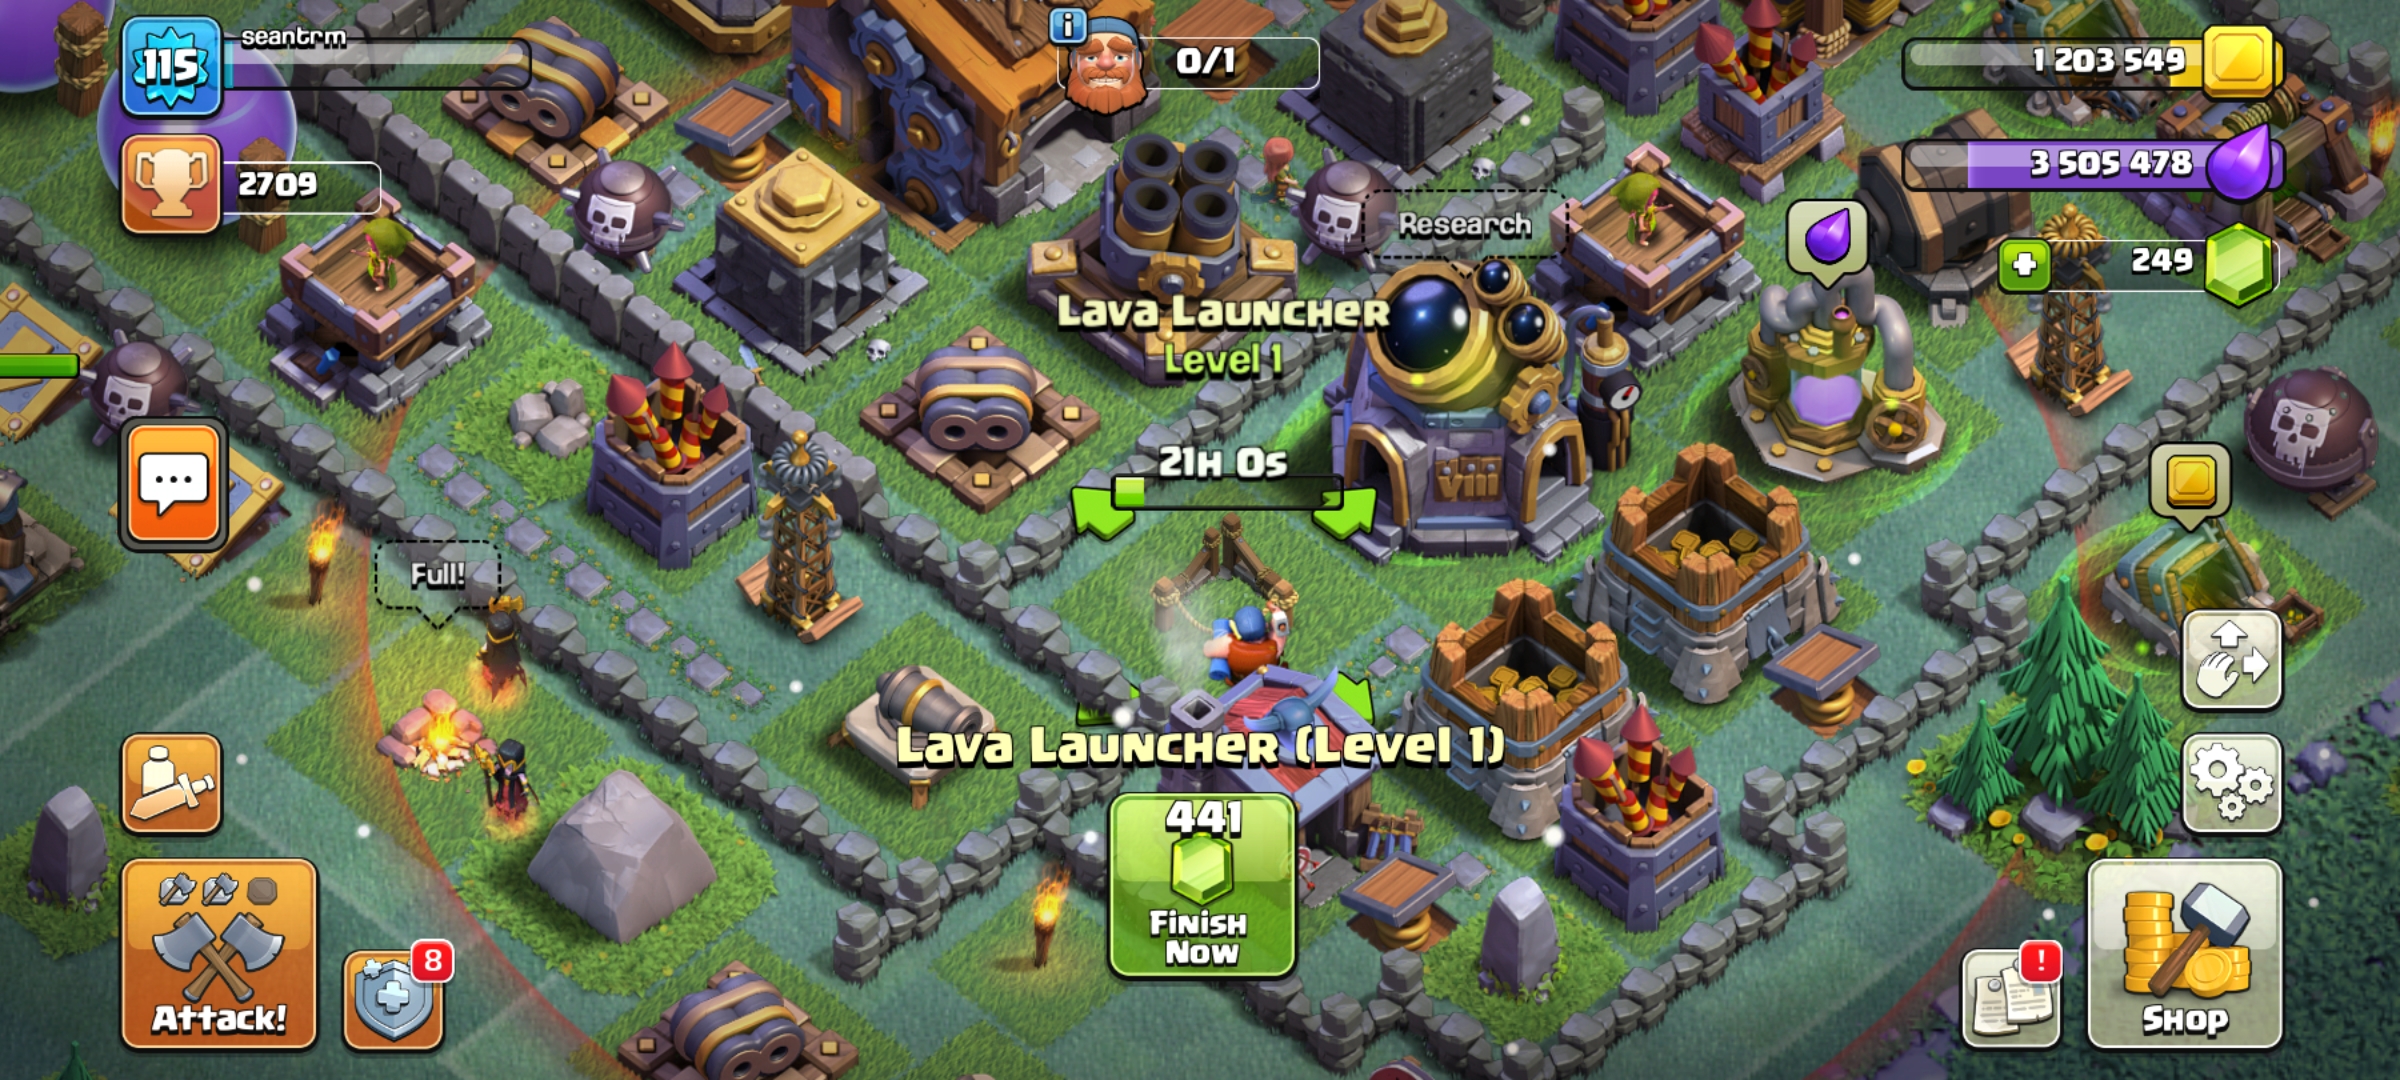 115
seantrm
i
0/1
1 203 549
2709
3 505 478
Research
249
Lava Launcher
Level 1
21H 0s
VIII
Full!
Lava Launcher (Level 1)
441
Finish
Now
8
!
Attack!
Shop